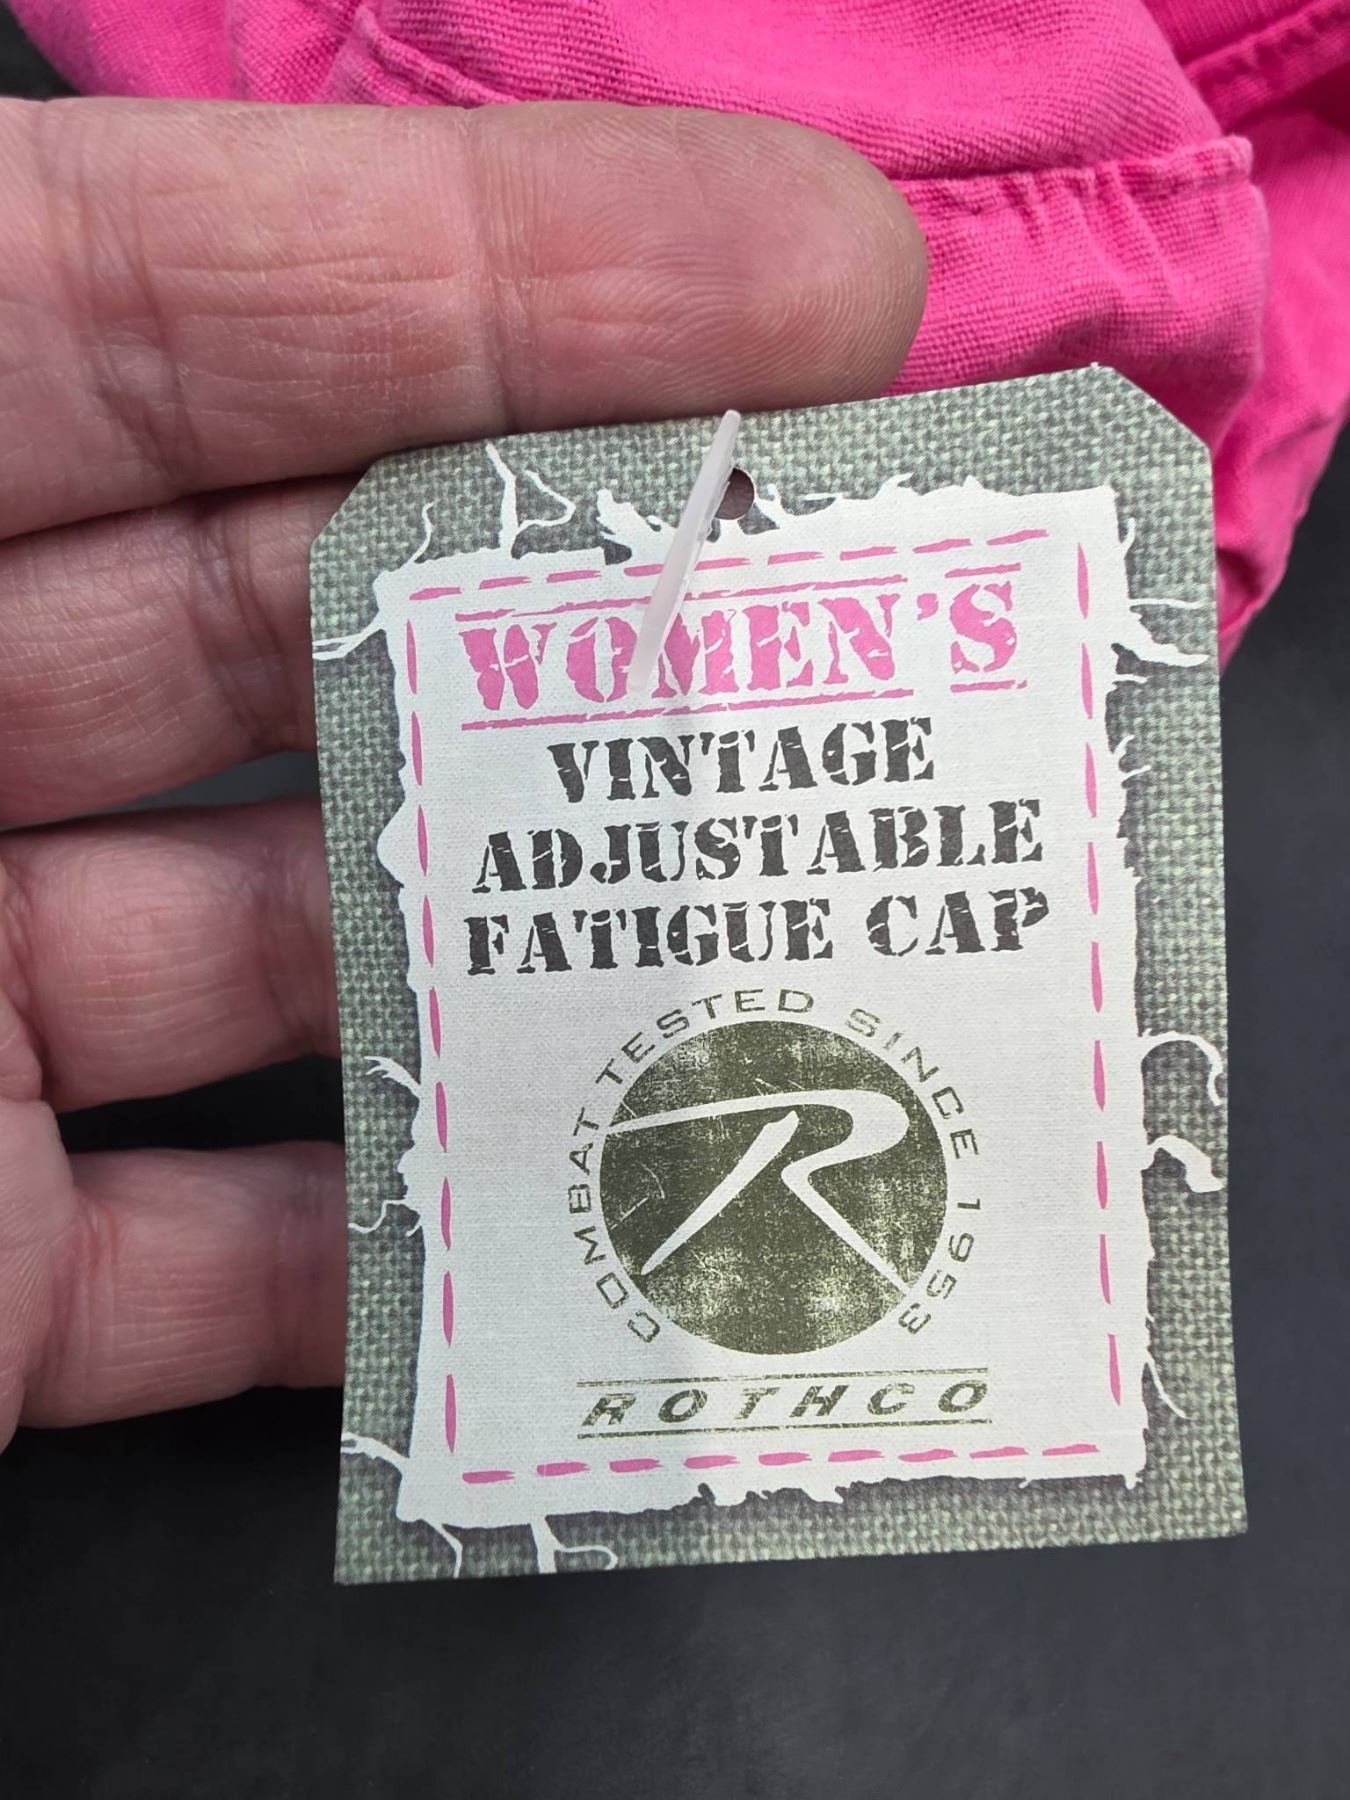 WOMEN'S
VINTAGE
ADJUSTABLE
FATIGUE CAP
COMBAT TESTED SINCE 1953
R
ROTHCO